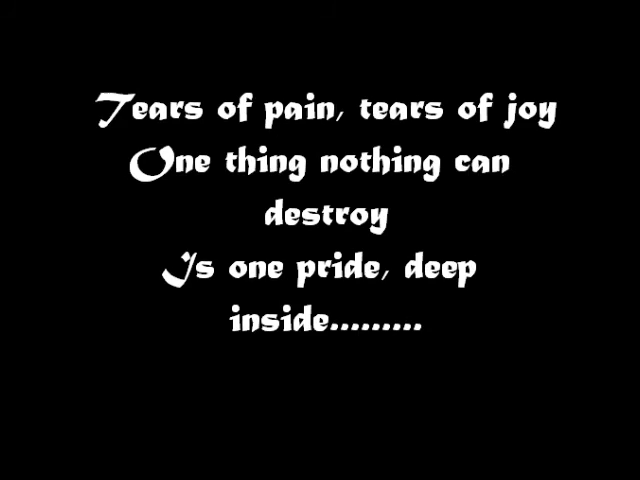 Tears of pain, tears of joy
One thing nothing can
destroy
Is one pride, deep
inside.........